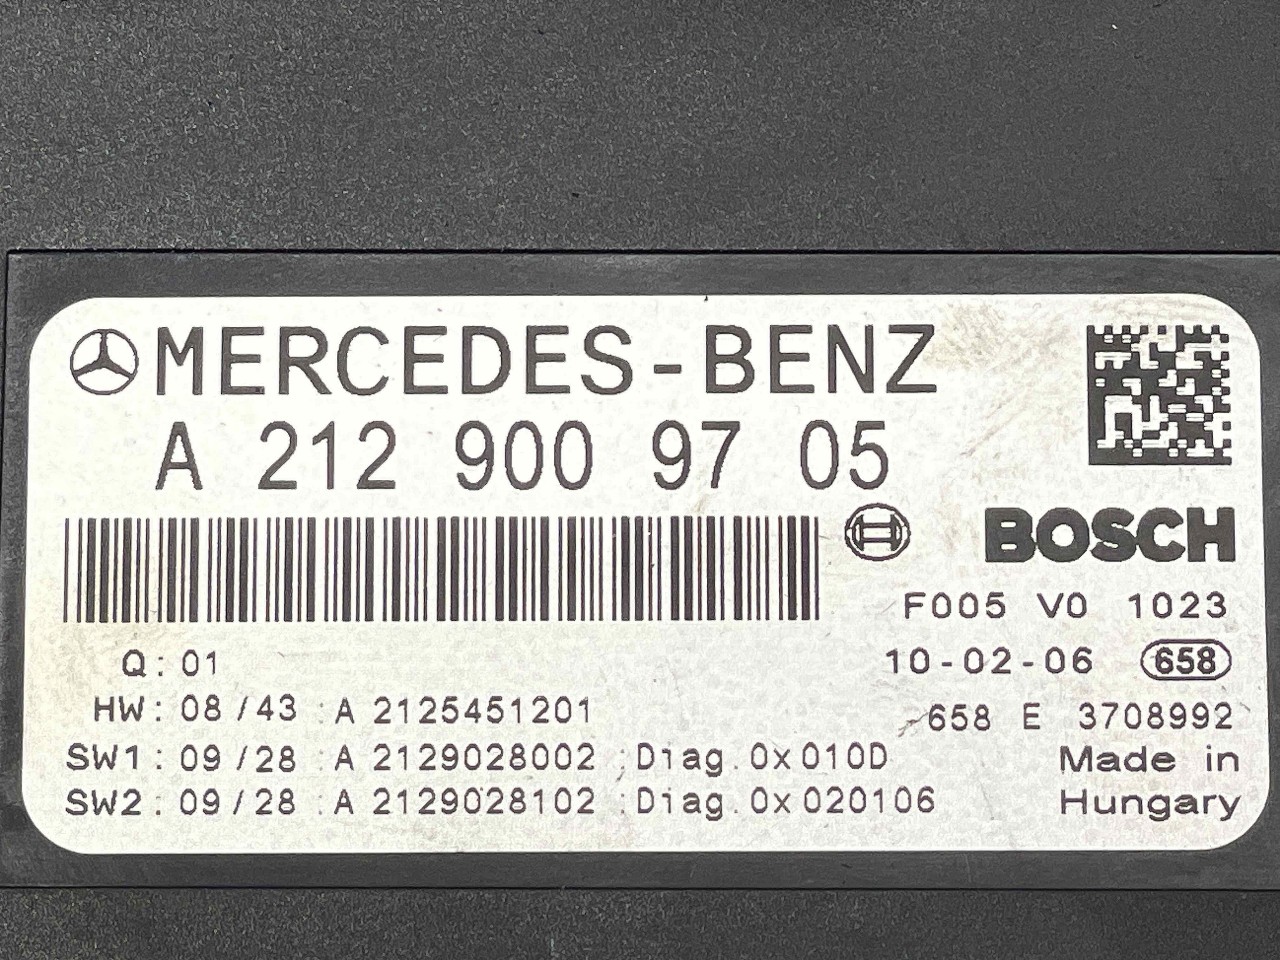 MERCEDES-BENZ
A 212 900 97 05
BOSCH
F005 V0 1023
Q: 01
10-02-06 658
HW: 08/43 :A 2125451201
658 E 3708992
SW1: 09/28 :A 2129028002 :Diag.0x010D
Made in
SW2: 09/28 :A 2129028102 :Diag.0x020106
Hungary